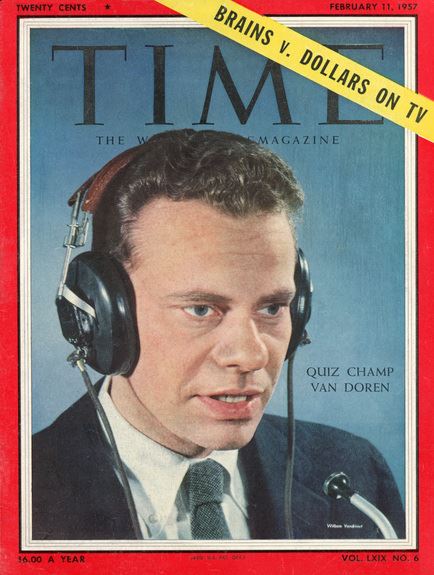 TWENTY CENTS ★ FEBRUARY 11, 1957
BRAINS V. DOLLARS ON TV
TIME
THE W MAGAZINE
QUIZ CHAMP
VAN DOREN
$6.00 A YEAR
VOL. LXIX NO. 6